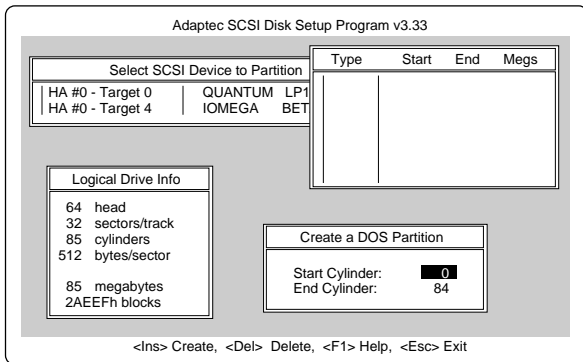 Adaptec SCSI Disk Setup Program v3.33
Select SCSI Device to Partition
HA #0 - Target 0 QUANTUM LP1
HA #0 - Target 4 IOMEGA BET
Type Start End Megs
Logical Drive Info
64 head
32 sectors/track
85 cylinders
512 bytes/sector
85 megabytes
2AEEFh blocks
Create a DOS Partition
Start Cylinder: 0
End Cylinder: 84
<Ins> Create, <Del> Delete, <F1> Help, <Esc> Exit